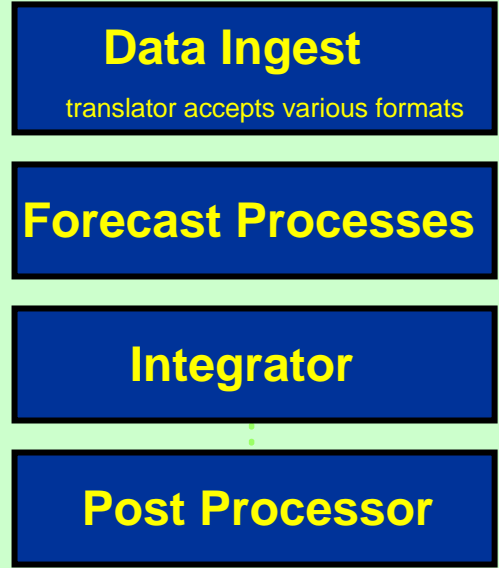 Data Ingest
translator accepts various formats
Forecast Processes
Integrator
Post Processor